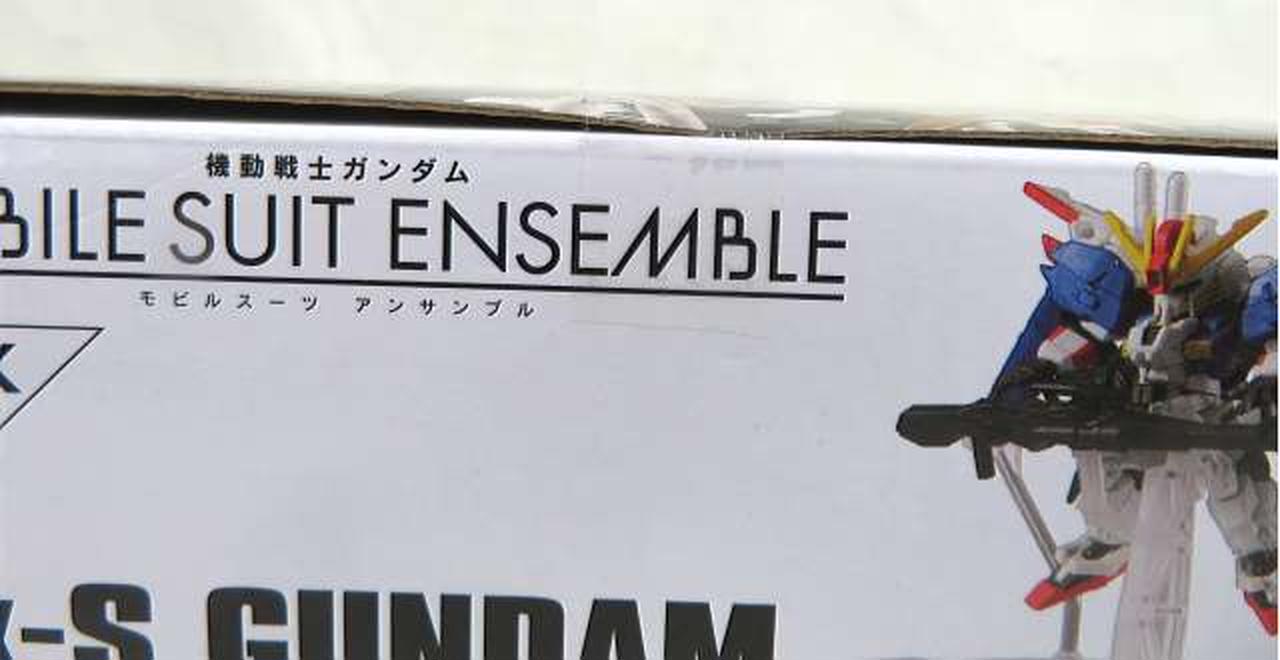 機動戦士ガンダム
BILE SUIT ENSEMBLE
モビルスーツ アンサンブル
X
x-S GUNDAM